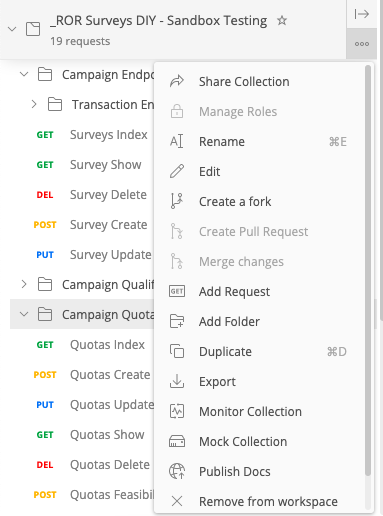 _ROR Surveys DIY - Sandbox Testing
19 requests
Campaign Endpo
Transaction En
GET Surveys Index
GET Survey Show
DEL Survey Delete
POST Survey Create
PUT Survey Update
Campaign Qualif
Campaign Quota
GET Quotas Index
POST Quotas Create
PUT Quotas Update
GET Quotas Show
DEL Quotas Delete
POST Quotas Feasibil
Share Collection
Manage Roles
Rename ⌘E
Edit
Create a fork
Create Pull Request
Merge changes
GET Add Request
Add Folder
Duplicate ⌘D
Export
Monitor Collection
Mock Collection
Publish Docs
Remove from workspace